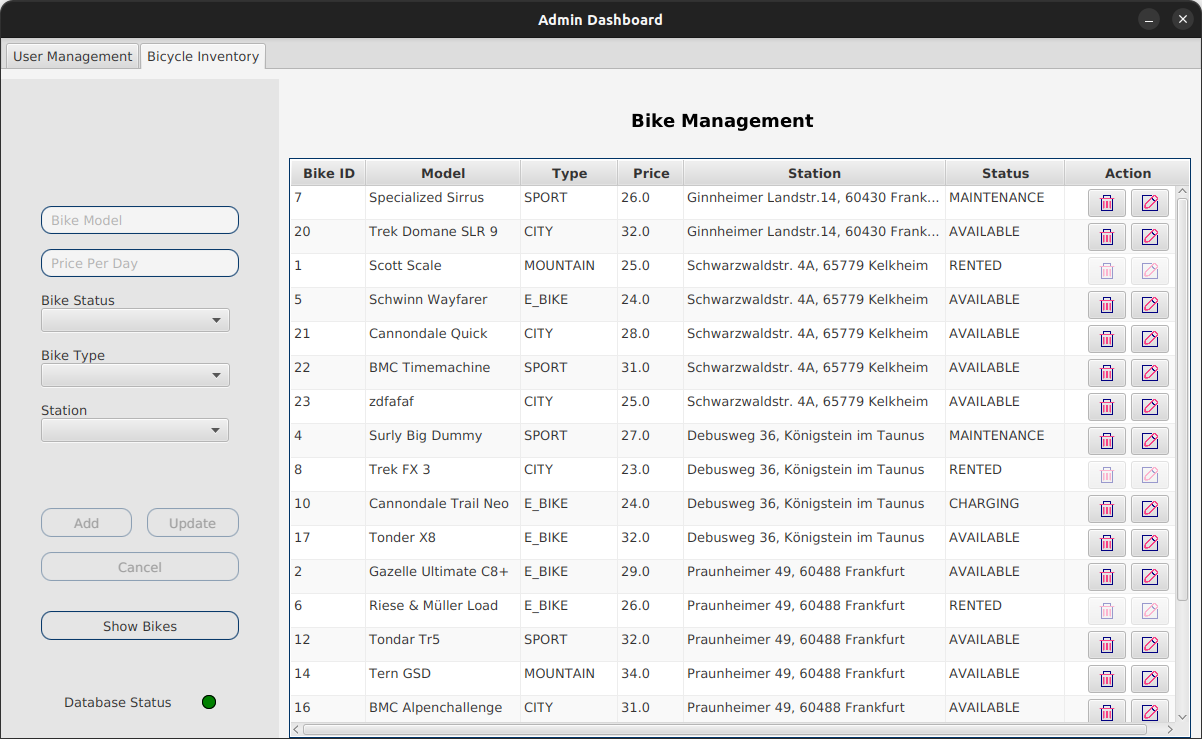 Admin Dashboard
User Management Bicycle Inventory
Bike Management
Bike Model
Price Per Day
Bike Status
Bike Type
Station
Add Update
Cancel
Show Bikes
Database Status
Bike ID Model Type Price Station Status Action
7 Specialized Sirrus SPORT 26.0 Ginnheimer Landstr.14, 60430 Frank... MAINTENANCE
20 Trek Domane SLR 9 CITY 32.0 Ginnheimer Landstr.14, 60430 Frank... AVAILABLE
1 Scott Scale MOUNTAIN 25.0 Schwarzwaldstr. 4A, 65779 Kelkheim RENTED
5 Schwinn Wayfarer E_BIKE 24.0 Schwarzwaldstr. 4A, 65779 Kelkheim AVAILABLE
21 Cannondale Quick CITY 28.0 Schwarzwaldstr. 4A, 65779 Kelkheim AVAILABLE
22 BMC Timemachine SPORT 31.0 Schwarzwaldstr. 4A, 65779 Kelkheim AVAILABLE
23 zdfafaf CITY 25.0 Schwarzwaldstr. 4A, 65779 Kelkheim AVAILABLE
4 Surly Big Dummy SPORT 27.0 Debusweg 36, Königstein im Taunus MAINTENANCE
8 Trek FX 3 CITY 23.0 Debusweg 36, Königstein im Taunus RENTED
10 Cannondale Trail Neo E_BIKE 24.0 Debusweg 36, Königstein im Taunus CHARGING
17 Tonder X8 E_BIKE 32.0 Debusweg 36, Königstein im Taunus AVAILABLE
2 Gazelle Ultimate C8+ E_BIKE 29.0 Praunheimer 49, 60488 Frankfurt AVAILABLE
6 Riese & Müller Load E_BIKE 26.0 Praunheimer 49, 60488 Frankfurt RENTED
12 Tondar Tr5 SPORT 32.0 Praunheimer 49, 60488 Frankfurt AVAILABLE
14 Tern GSD MOUNTAIN 34.0 Praunheimer 49, 60488 Frankfurt AVAILABLE
16 BMC Alpenchallenge CITY 31.0 Praunheimer 49, 60488 Frankfurt AVAILABLE